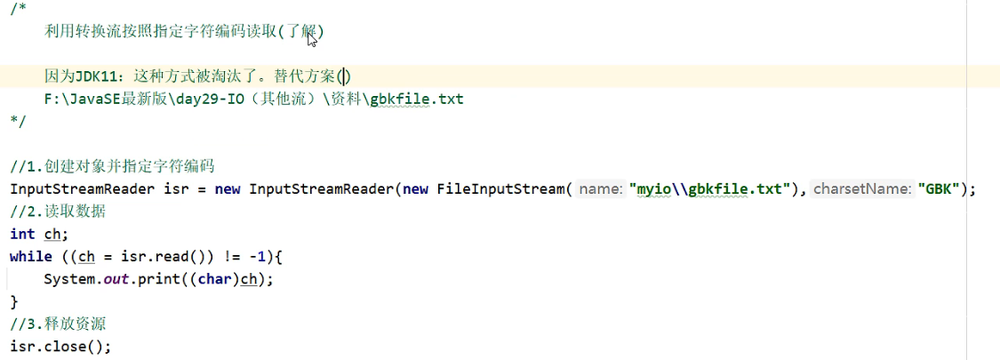 /*
利用转换流按照指定字符编码读取(了解)
因为JDK11：这种方式被淘汰了。替代方案()
F:\JavaSE最新版\day29-IO（其他流）\资料\gbkfile.txt
*/
//1.创建对象并指定字符编码
InputStreamReader isr = new InputStreamReader(new FileInputStream( name: "myio\\gbkfile.txt"), charsetName: "GBK");
//2.读取数据
int ch;
while ((ch = isr.read()) != -1){
System.out.print((char)ch);
}
//3.释放资源
isr.close();